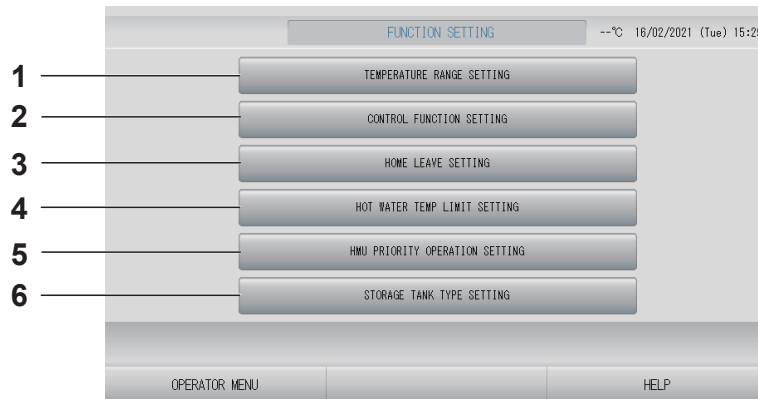 FUNCTION SETTING --℃ 16/02/2021 (Tue) 15:29
1 TEMPERATURE RANGE SETTING
2 CONTROL FUNCTION SETTING
3 HOME LEAVE SETTING
4 HOT WATER TEMP LIMIT SETTING
5 HMU PRIORITY OPERATION SETTING
6 STORAGE TANK TYPE SETTING
OPERATOR MENU HELP